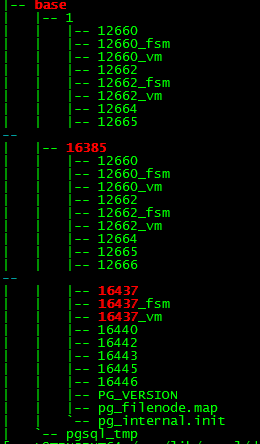 |-- base
|   |-- 1
|   |   |-- 12660
|   |   |-- 12660_fsm
|   |   |-- 12660_vm
|   |   |-- 12662
|   |   |-- 12662_fsm
|   |   |-- 12662_vm
|   |   |-- 12664
|   |   |-- 12665
--
|   |-- 16385
|   |   |-- 12660
|   |   |-- 12660_fsm
|   |   |-- 12660_vm
|   |   |-- 12662
|   |   |-- 12662_fsm
|   |   |-- 12662_vm
|   |   |-- 12664
|   |   |-- 12665
|   |   |-- 12666
--
|   |   |-- 16437
|   |   |-- 16437_fsm
|   |   |-- 16437_vm
|   |   |-- 16440
|   |   |-- 16442
|   |   |-- 16443
|   |   |-- 16445
|   |   |-- 16446
|   |   |-- PG_VERSION
|   |   |-- pg_filenode.map
|   |   `-- pg_internal.init
|   `-- pgsql_tmp